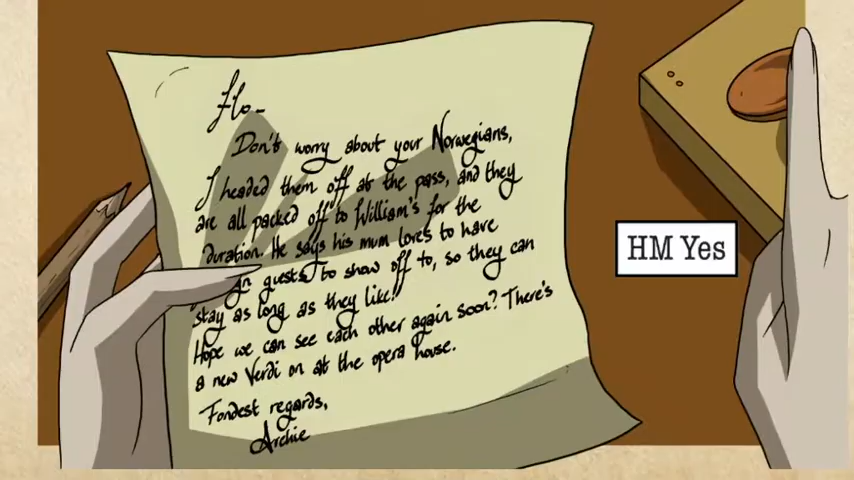 Flo-
Don't worry about your Norwegians,
I headed them off at the pass, and they
are all packed off to William's for the
duration. He says his mum loves to have
guests to show off to, so they can
stay as long as they like!
Hope we can see each other again soon? There's
a new Verdi on at the opera house.
Fondest regards,
Archie
HM Yes